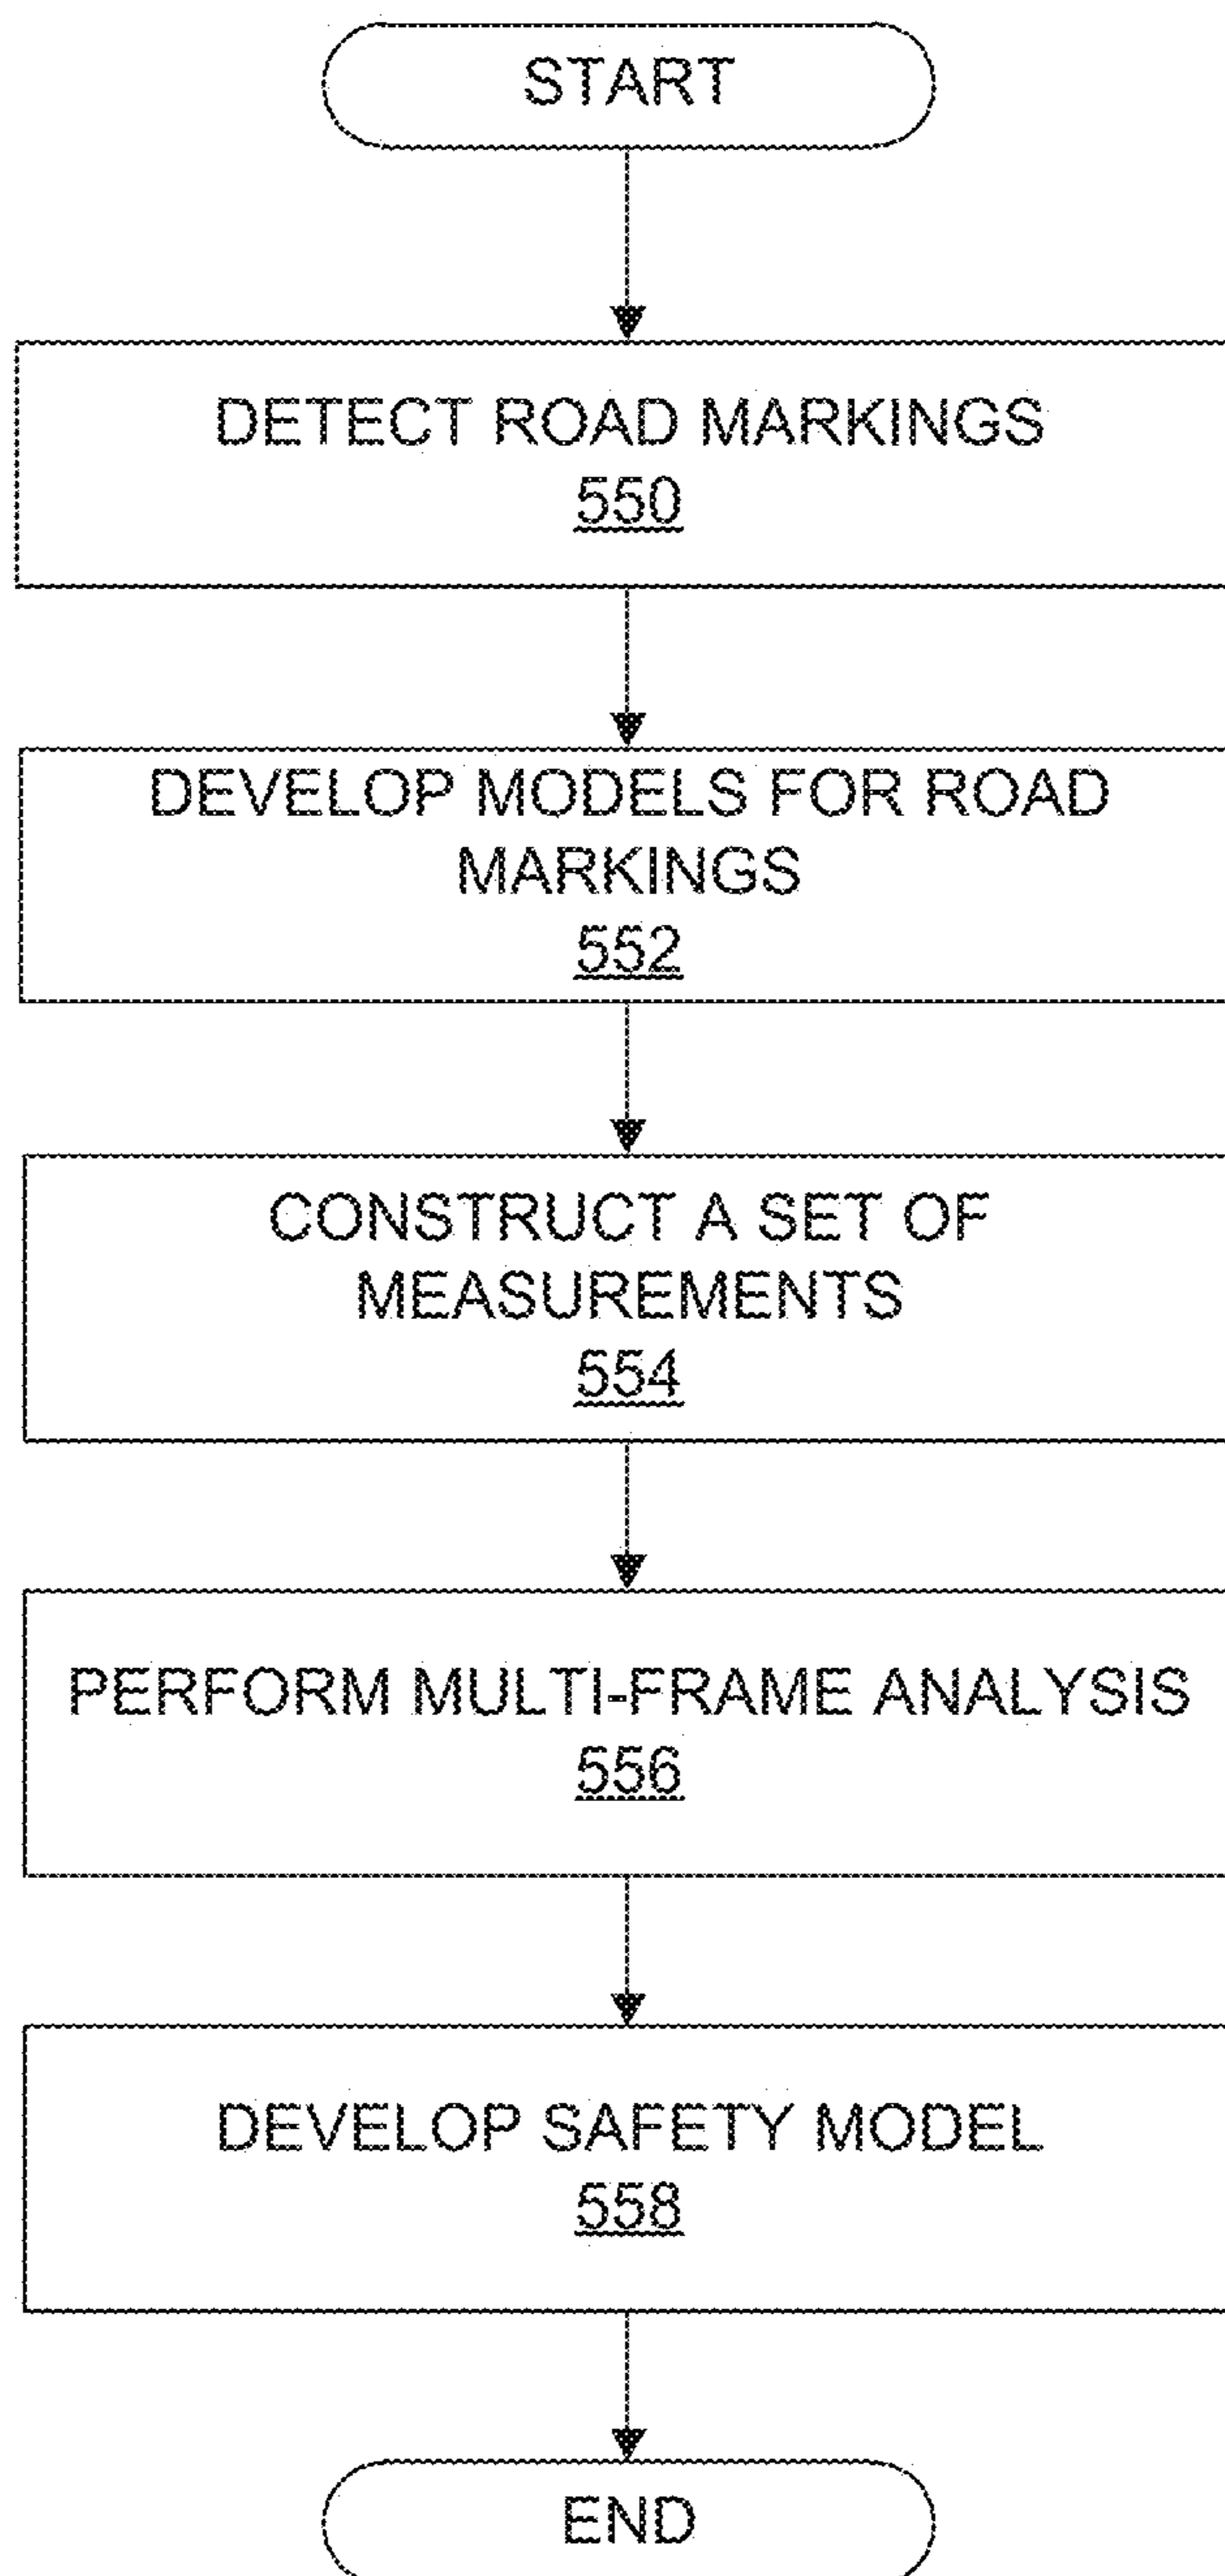 START
DETECT ROAD MARKINGS
550
DEVELOP MODELS FOR ROAD
MARKINGS
552
CONSTRUCT A SET OF
MEASUREMENTS
554
PERFORM MULTI-FRAME ANALYSIS
556
DEVELOP SAFETY MODEL
558
END